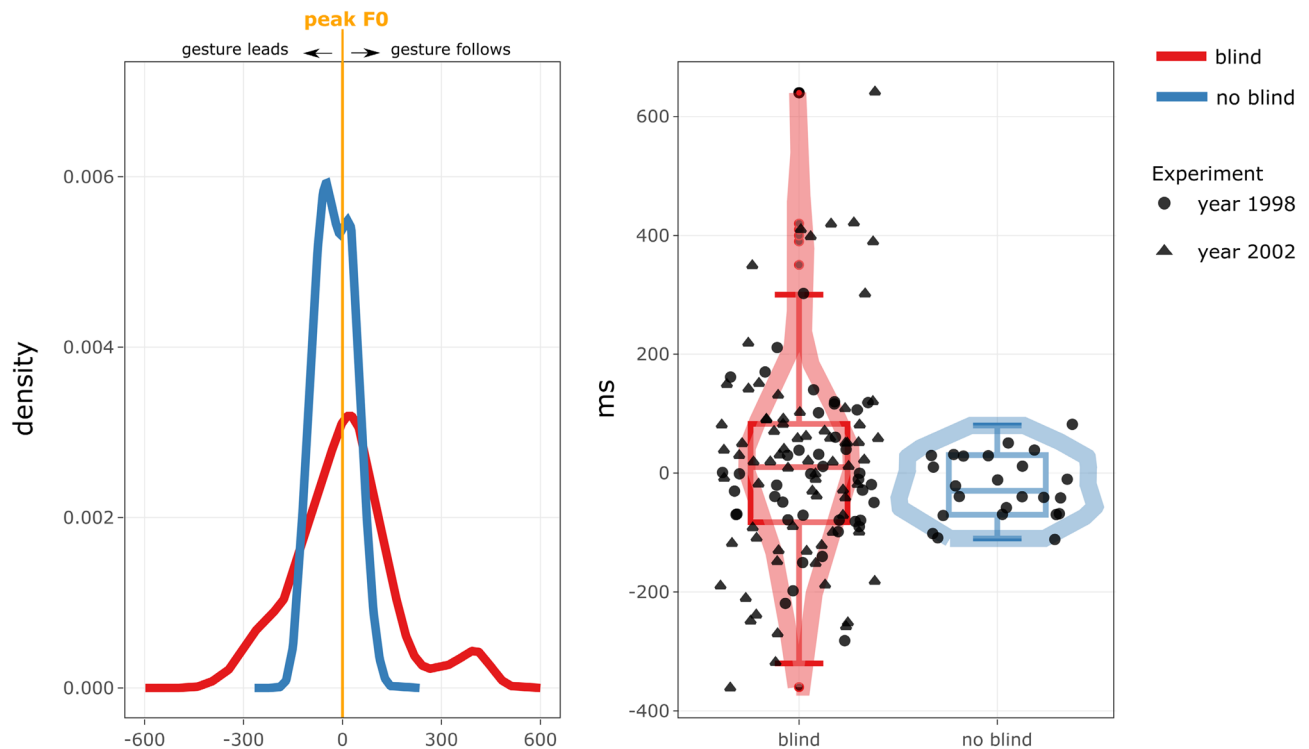 peak F0
gesture leads
gesture follows
density
0.006
0.004
0.002
0.000
-600
-300
0
300
600
ms
600
400
200
0
-200
-400
blind
no blind
blind
no blind
Experiment
year 1998
year 2002